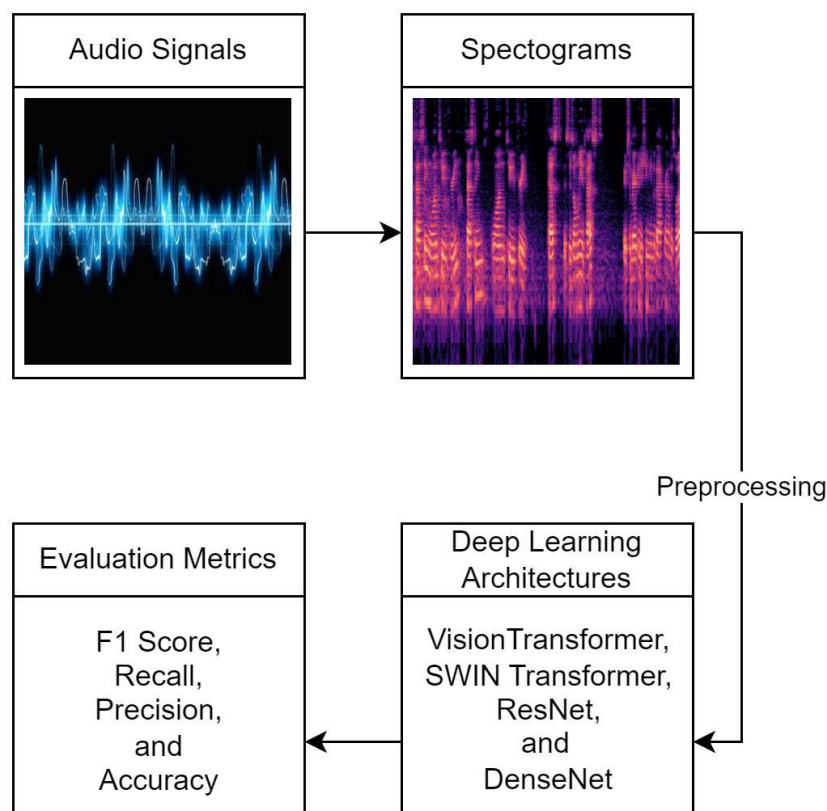 Audio Signals
Spectograms
Preprocessing
Evaluation Metrics
F1 Score,
Recall,
Precision,
and
Accuracy
Deep Learning
Architectures
VisionTransformer,
SWIN Transformer,
ResNet,
and
DenseNet